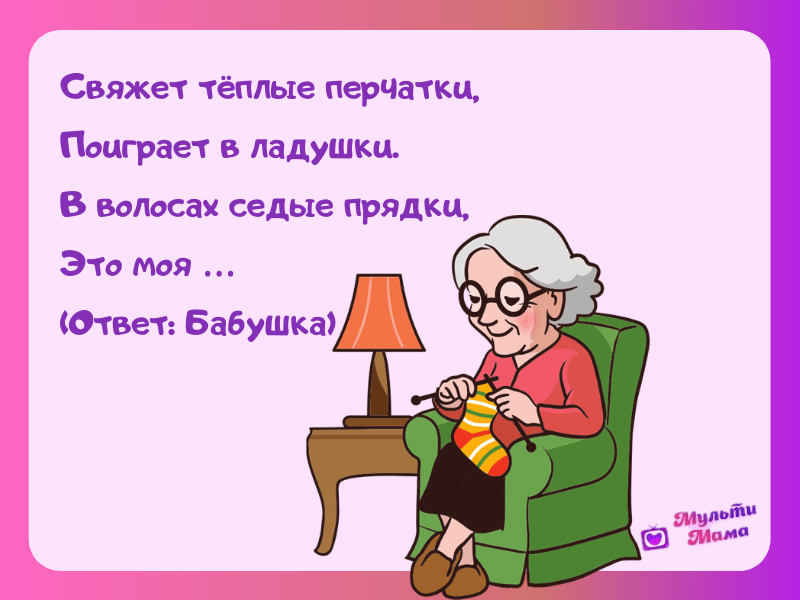 Свяжет тёплые перчатки,
Поиграет в ладушки.
В волосах седые прядки,
Это моя ...
(Ответ: Бабушка)
Мульти
Мама